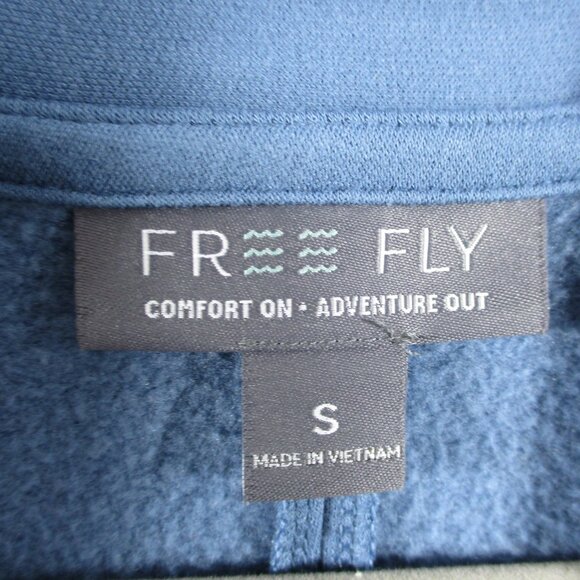 FREE FLY
COMFORT ON • ADVENTURE OUT
S
MADE IN VIETNAM